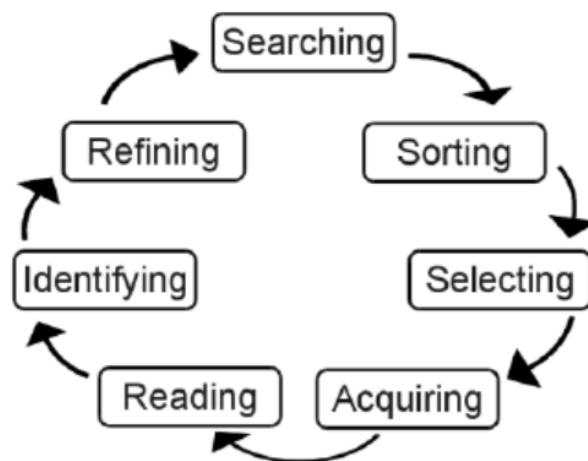 Searching
Sorting
Selecting
Acquiring
Reading
Identifying
Refining